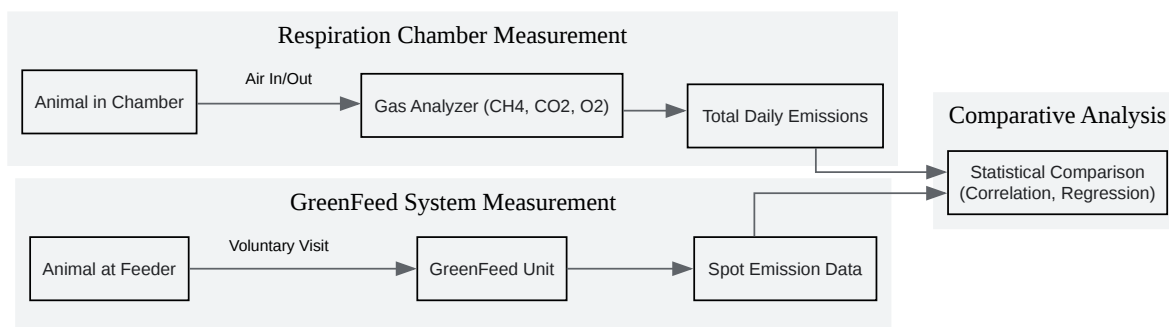 Respiration Chamber Measurement
Animal in Chamber
Air In/Out
Gas Analyzer (CH4, CO2, O2)
Total Daily Emissions
GreenFeed System Measurement
Animal at Feeder
Voluntary Visit
GreenFeed Unit
Spot Emission Data
Comparative Analysis
Statistical Comparison
(Correlation, Regression)